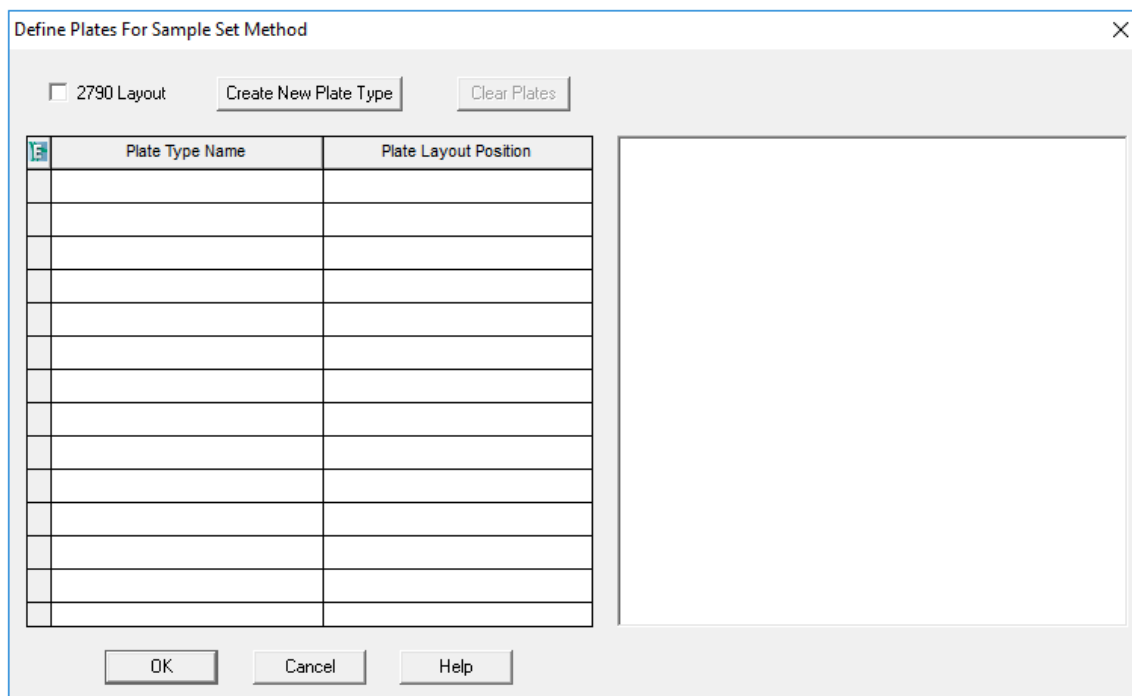 Define Plates For Sample Set Method
2790 Layout
Create New Plate Type
Clear Plates
Plate Type Name
Plate Layout Position
OK
Cancel
Help